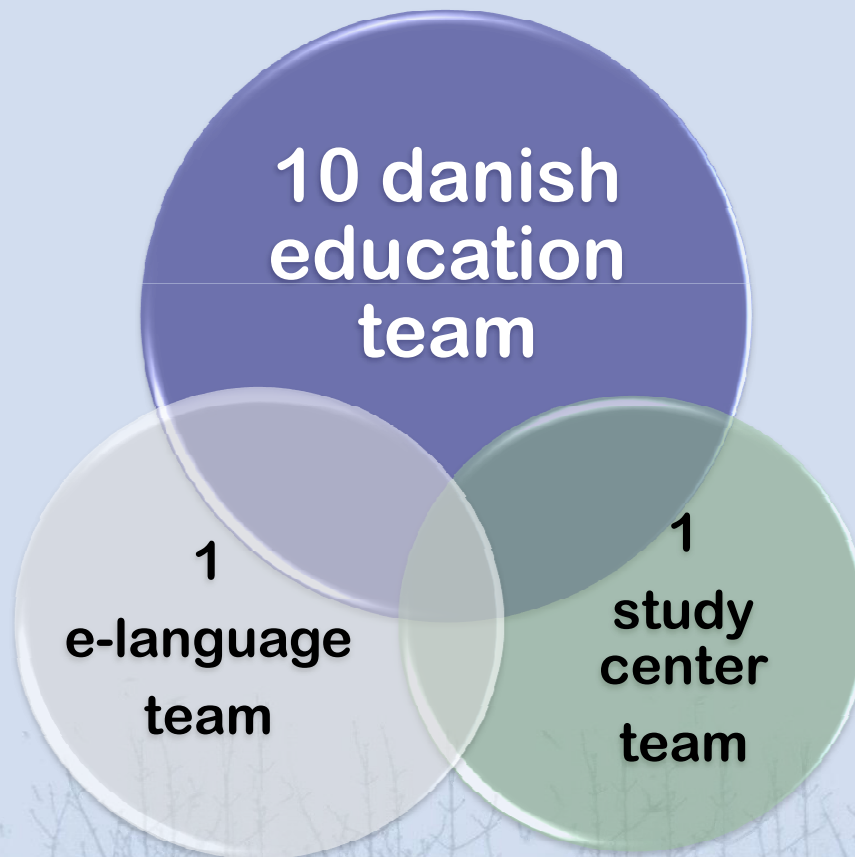 10 danish
education
team
1
e-language
team
1
study
center
team